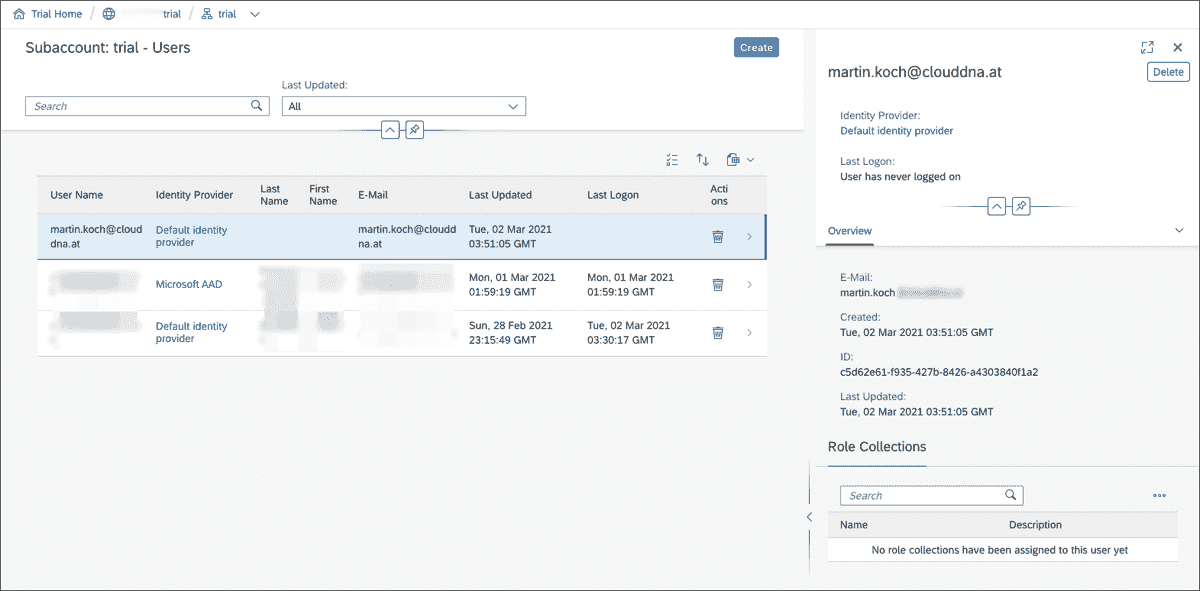 Trial Home / trial / trial
Subaccount: trial - Users
Create
Last Updated:
Search
All
User Name Identity Provider Last Name First Name E-Mail Last Updated Last Logon Acti
ons
martin.koch@cloud
dna.at
Default identity
provider
martin.koch@cloudd
na.at
Tue, 02 Mar 2021
03:51:05 GMT
Microsoft AAD
Mon, 01 Mar 2021
01:59:19 GMT
Mon, 01 Mar 2021
01:59:19 GMT
Default identity
provider
Sun, 28 Feb 2021
23:15:49 GMT
Tue, 02 Mar 2021
03:30:17 GMT
martin.koch@clouddna.at
Delete
Identity Provider:
Default identity provider
Last Logon:
User has never logged on
Overview
E-Mail:
martin.koch
Created:
Tue, 02 Mar 2021 03:51:05 GMT
ID:
c5d62e61-f935-427b-8426-a4303840f1a2
Last Updated:
Tue, 02 Mar 2021 03:51:05 GMT
Role Collections
Search
Name Description
No role collections have been assigned to this user yet